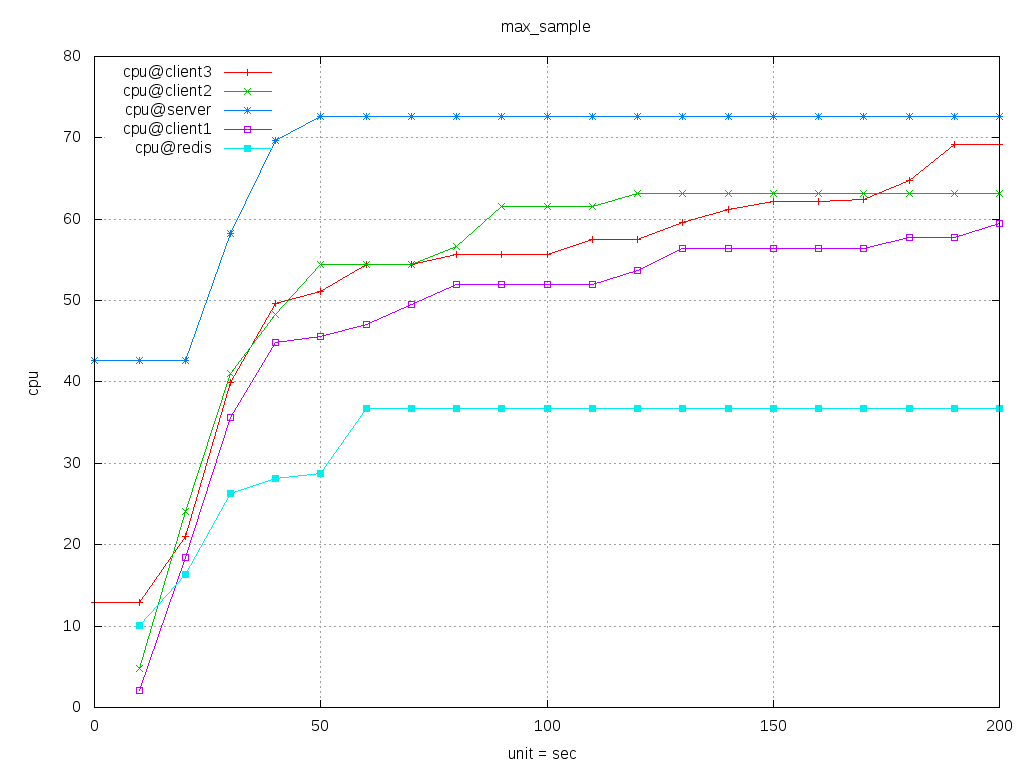 max_sample
cpu@client3
cpu@client2
cpu@server
cpu@client1
cpu@redis
80
70
60
50
40
30
20
10
0
cpu
0 50 100 150 200
unit = sec